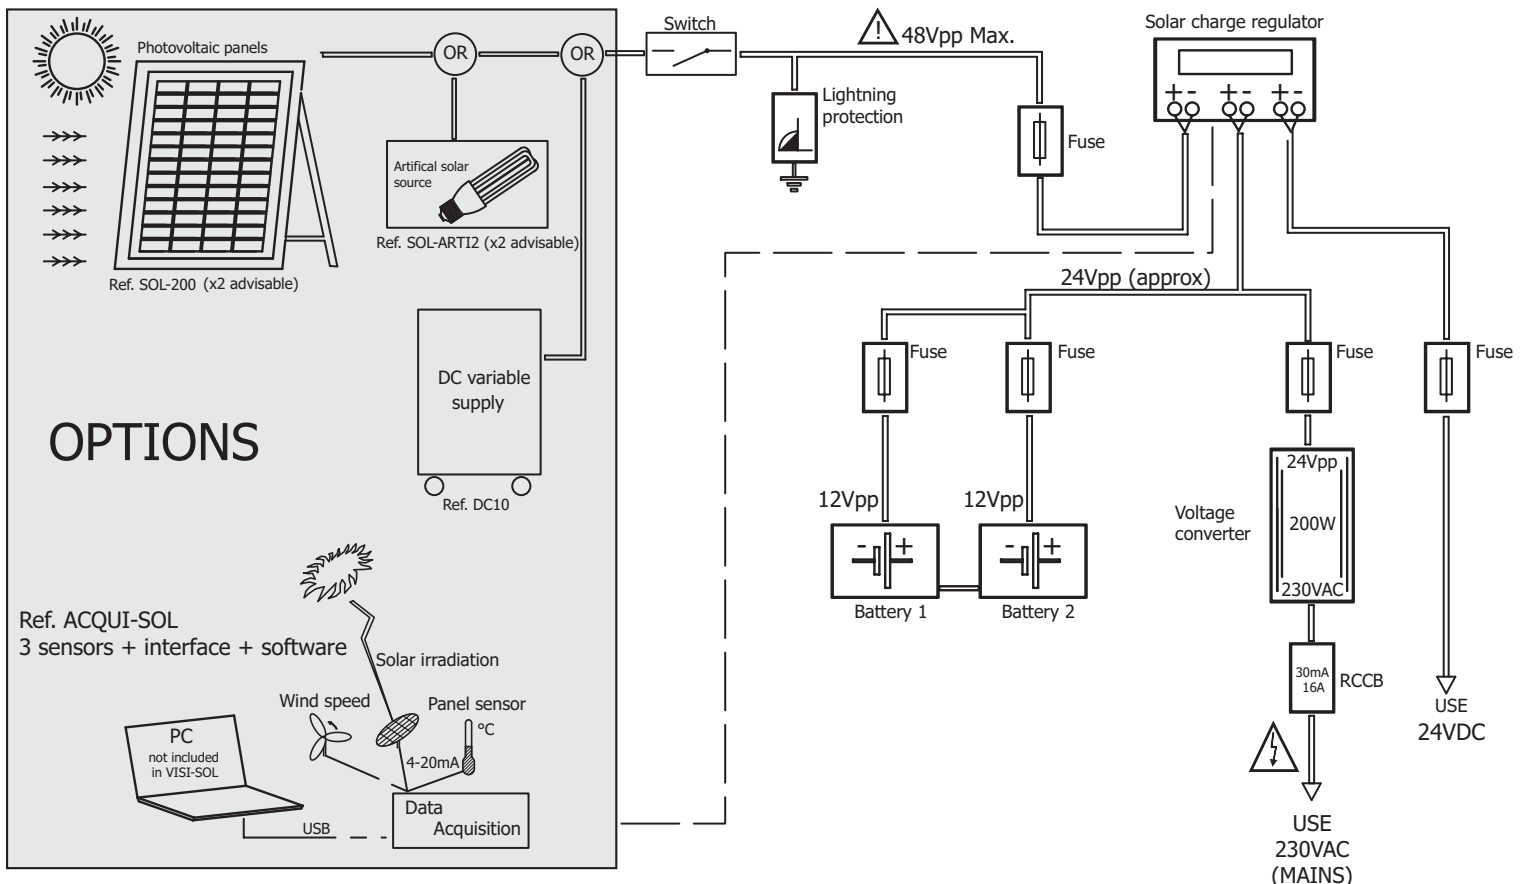 Photovoltaic panels
OR
OR
Switch
48Vpp Max.
Solar charge regulator
Lightning
protection
Fuse
+ - + - + -
Artifical solar
source
Ref. SOL-ARTI2 (x2 advisable)
Ref. SOL-200 (x2 advisable)
24Vpp (approx)
DC variable
supply
Ref. DC10
Fuse
Fuse
Fuse
Fuse
OPTIONS
24Vpp
200W
230VAC
Voltage
converter
12Vpp
12Vpp
- +
- +
Battery 1
Battery 2
Ref. ACQUI-SOL
3 sensors + interface + software
Solar irradiation
Wind speed
Panel sensor
°C
4-20mA
PC
not included
in VISI-SOL
USB
Data
Acquisition
30mA
16A
RCCB
USE
24VDC
USE
230VAC
(MAINS)